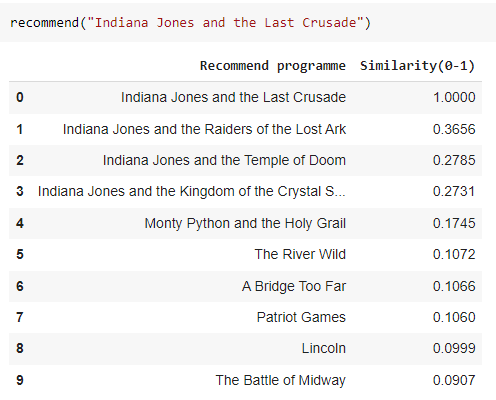 recommend("Indiana Jones and the Last Crusade")
Recommend programme Similarity(0-1)
0 Indiana Jones and the Last Crusade 1.0000
1 Indiana Jones and the Raiders of the Lost Ark 0.3656
2 Indiana Jones and the Temple of Doom 0.2785
3 Indiana Jones and the Kingdom of the Crystal S... 0.2731
4 Monty Python and the Holy Grail 0.1745
5 The River Wild 0.1072
6 A Bridge Too Far 0.1066
7 Patriot Games 0.1060
8 Lincoln 0.0999
9 The Battle of Midway 0.0907